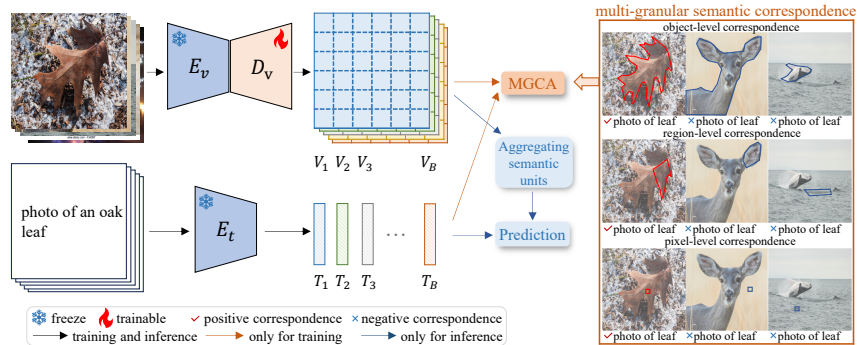 multi-granular semantic correspondence
object-level correspondence
E_v
D_v
MGCA
✓photo of leaf ×photo of leaf ×photo of leaf
region-level correspondence
Aggregating
semantic
units
V_1 V_2 V_3 V_B
photo of an oak
leaf
E_t
Prediction
✓photo of leaf ×photo of leaf ×photo of leaf
pixel-level correspondence
T_1 T_2 T_3 ... T_B
freeze trainable ✓positive correspondence ×negative correspondence
training and inference only for training only for inference
✓photo of leaf ×photo of leaf ×photo of leaf